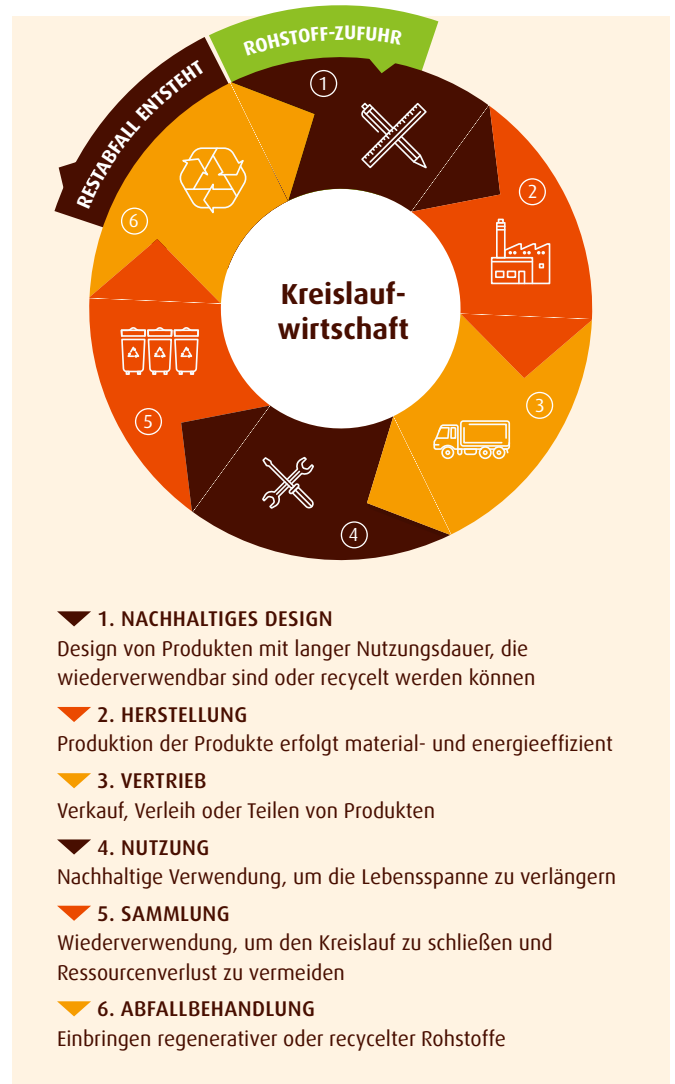 ROHSTOFF-ZUFUHR
RESTABFALL ENTSTEHT
1
2
3
4
5
6
Kreislauf-
wirtschaft
1. NACHHALTIGES DESIGN
Design von Produkten mit langer Nutzungsdauer, die
wiederverwendbar sind oder recycelt werden können
2. HERSTELLUNG
Produktion der Produkte erfolgt material- und energieeffizient
3. VERTRIEB
Verkauf, Verleih oder Teilen von Produkten
4. NUTZUNG
Nachhaltige Verwendung, um die Lebensspanne zu verlängern
5. SAMMLUNG
Wiederverwendung, um den Kreislauf zu schließen und
Ressourcenverlust zu vermeiden
6. ABFALLBEHANDLUNG
Einbringen regenerativer oder recycelter Rohstoffe